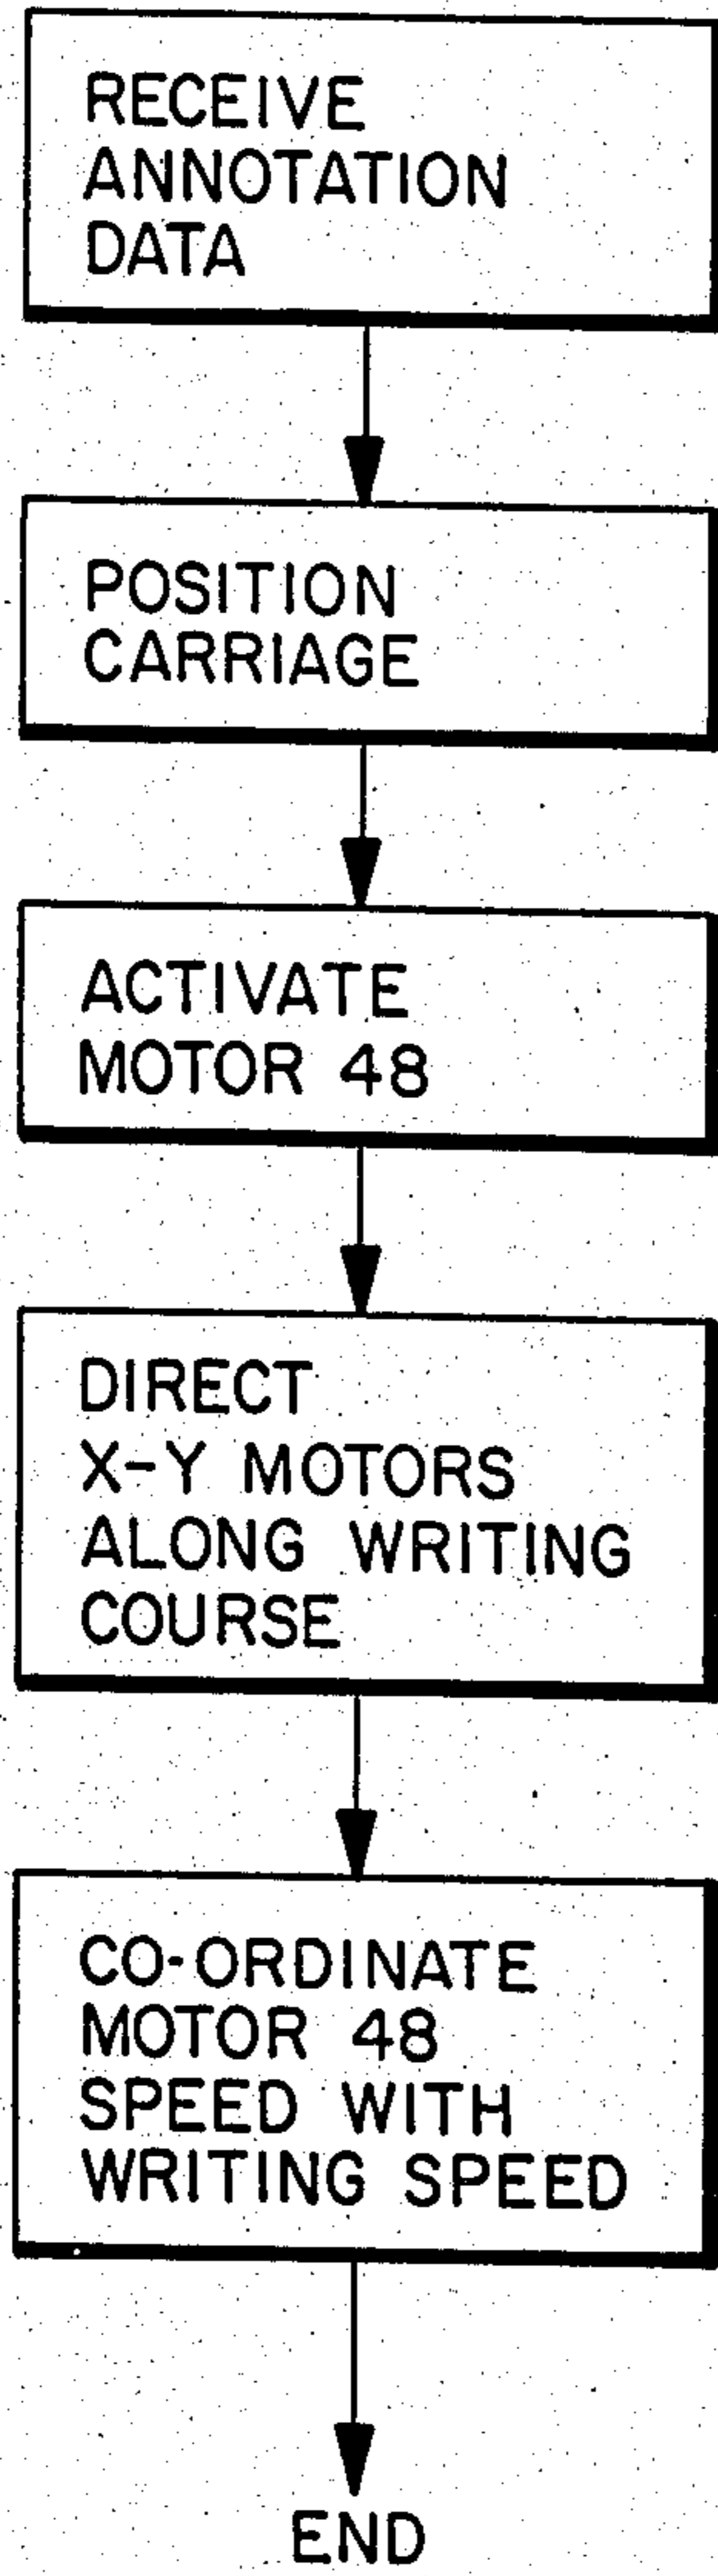 RECEIVE
ANNOTATION
DATA
POSITION
CARRIAGE
ACTIVATE
MOTOR 48
DIRECT
X-Y MOTORS
ALONG WRITING
COURSE
CO-ORDINATE
MOTOR 48
SPEED WITH
WRITING SPEED
END